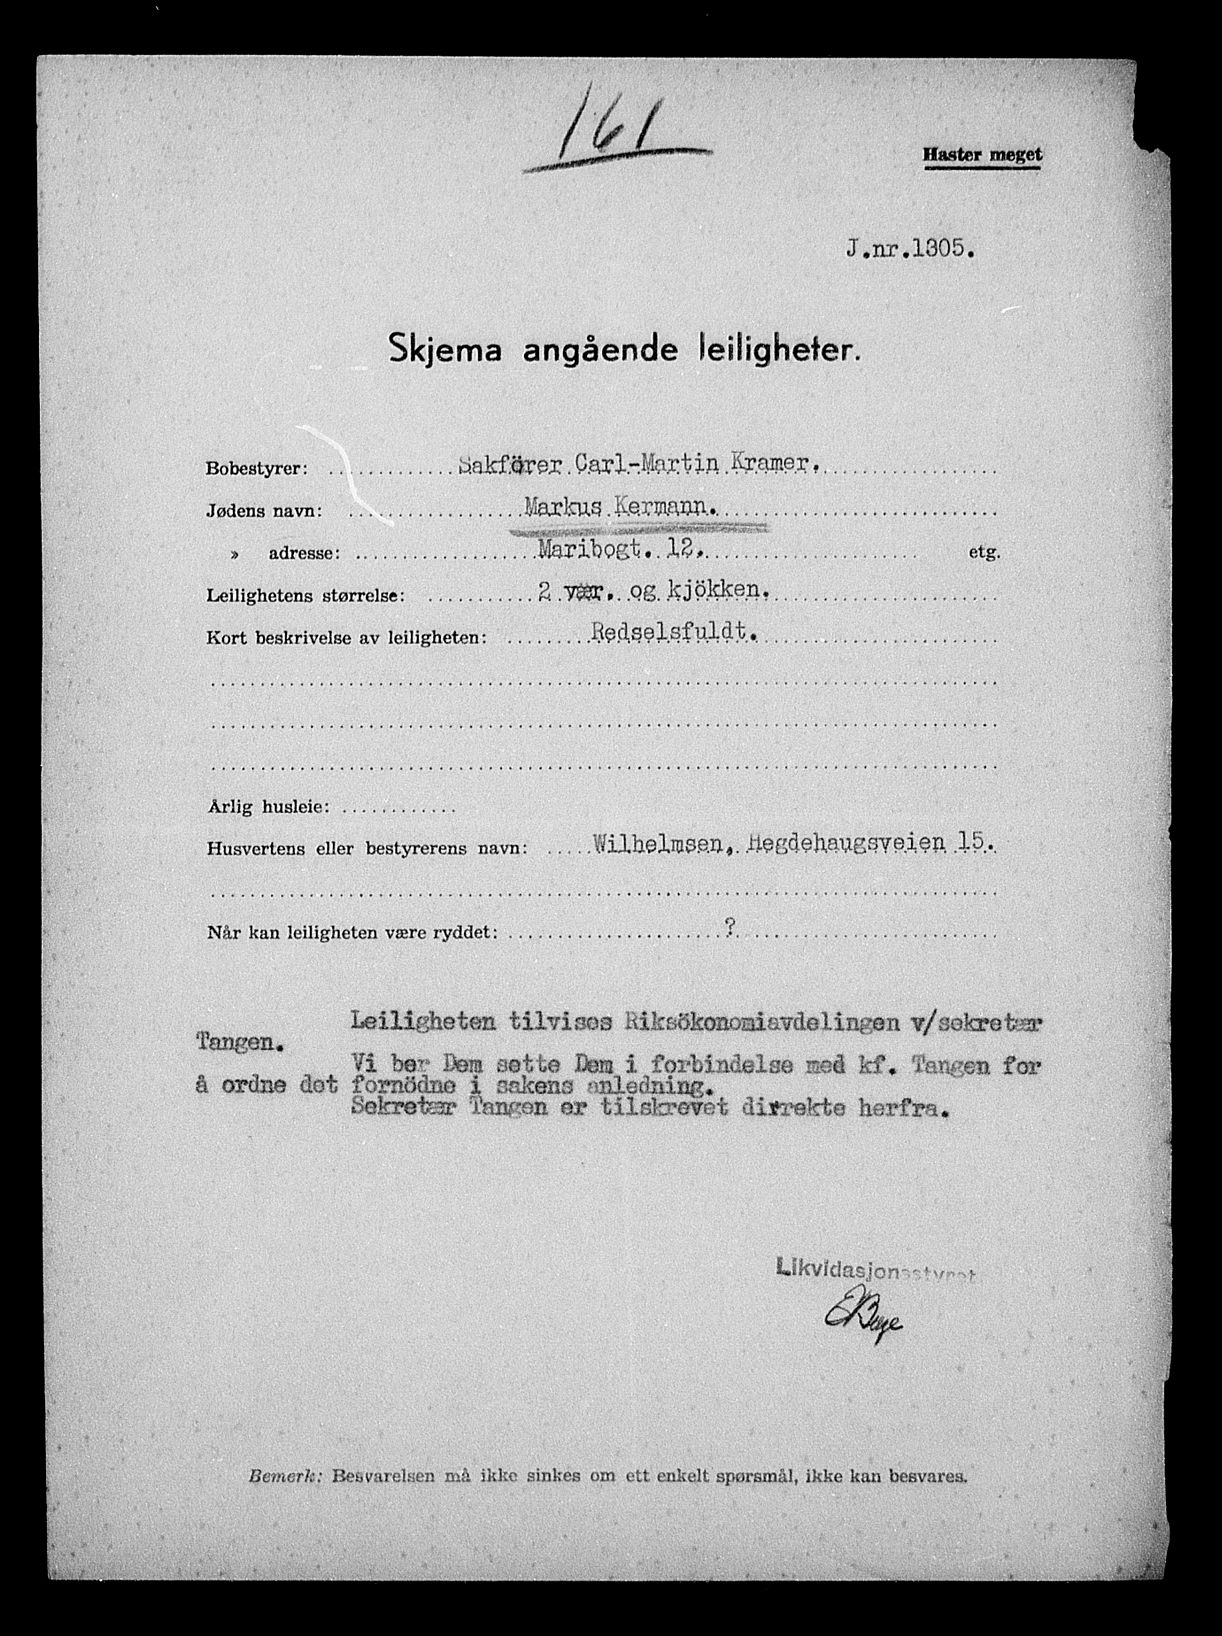 161
Haster meget
J.nr.1305.
Skjema angående leiligheter.
Bobestyrer: Sakförer Carl-Martin Kramer.
Jødens navn: Markus Kermann.
» adresse: Maribogt. 12. etg.
Leilighetens størrelse: 2 vær. og kjökken.
Kort beskrivelse av leiligheten: Redselsfuldt.
Årlig husleie:
Husvertens eller bestyrerens navn: Wilhelmsen, Hegdehaugsveien 15.
Når kan leiligheten være ryddet: ?
Leiligheten tilvises Riksökonomiavdelingen v/sekretær
Tangen.
Vi ber Dem sette Dem i forbindelse med kf. Tangen for
å ordne det fornödne i sakens anledning.
Sekretær Tangen er tilskrevet dirrekte herfra.
Likvidasjonsstyret
Bemerk: Besvarelsen må ikke sinkes om ett enkelt spørsmål, ikke kan besvares.